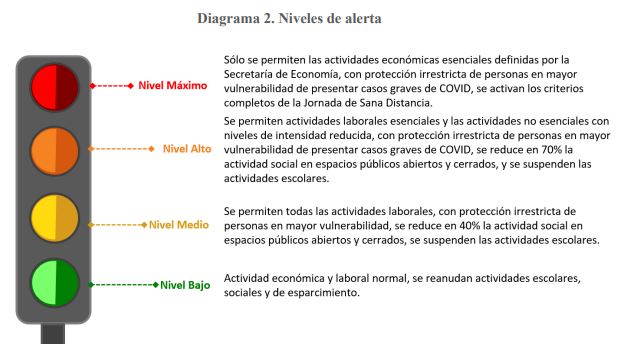 Diagrama 2. Niveles de alerta
Sólo se permiten las actividades económicas esenciales definidas por la
Secretaría de Economía, con protección irrestricta de personas en mayor
vulnerabilidad de presentar casos graves de COVID, se activan los criterios
completos de la Jornada de Sana Distancia.
Nivel Máximo
Se permiten actividades laborales esenciales y las actividades no esenciales con
niveles de intensidad reducida, con protección irrestricta de personas en mayor
vulnerabilidad de presentar casos graves de COVID, se reduce en 70% la
actividad social en espacios públicos abiertos y cerrados, y se suspenden las
actividades escolares.
Nivel Alto
Se permiten todas las actividades laborales, con protección irrestricta de
personas en mayor vulnerabilidad, se reduce en 40% la actividad social en
espacios públicos abiertos y cerrados, se suspenden las actividades escolares.
Nivel Medio
Actividad económica y laboral normal, se reanudan actividades escolares,
sociales y de esparcimiento.
Nivel Bajo